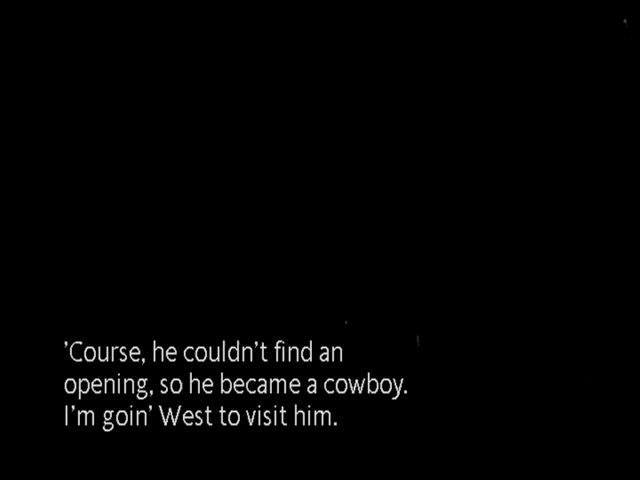 ’Course, he couldn’t find an
opening, so he became a cowboy.
I’m goin’ West to visit him.